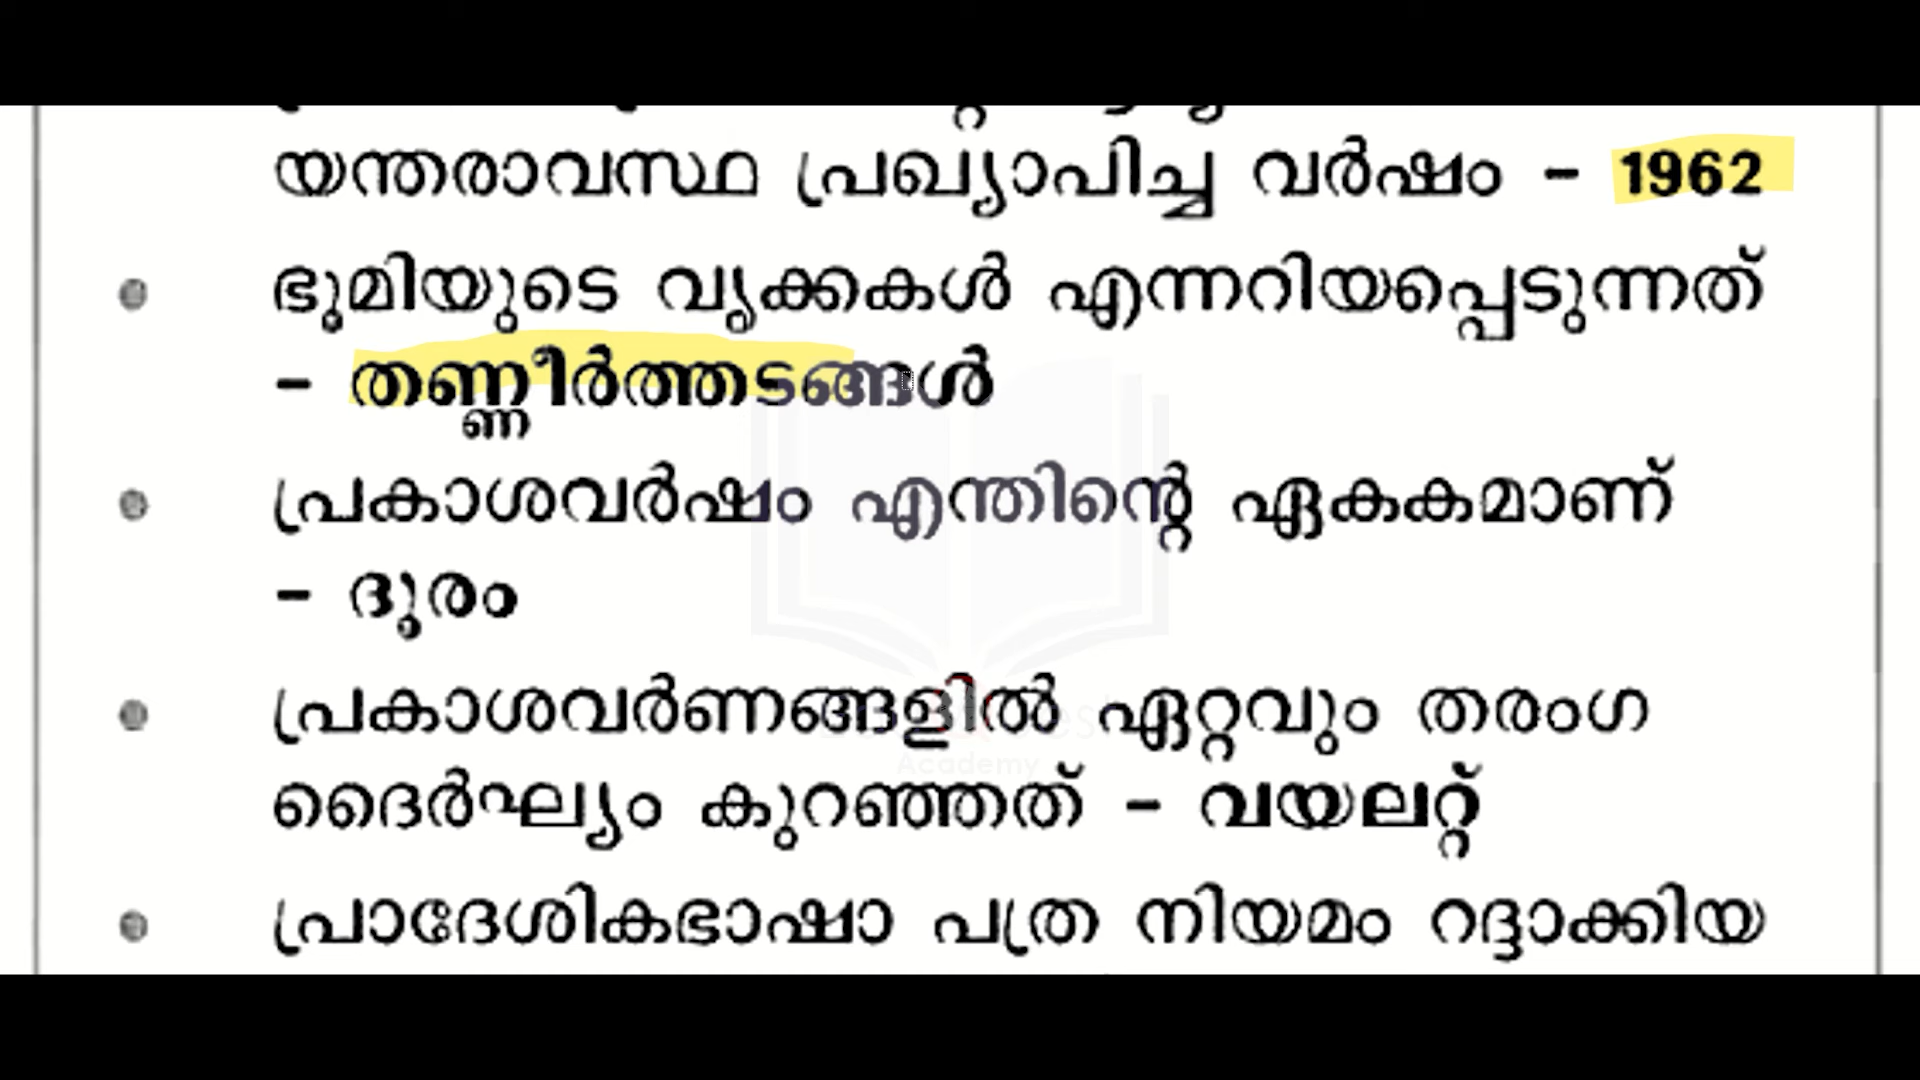 യന്തരാവസ്ഥ പ്രഖ്യാപിച്ച വർഷം - 1962
ഭൂമിയുടെ വൃക്കകൾ എന്നറിയപ്പെടുന്നത്
- തണ്ണീർത്തടങ്ങൾ
പ്രകാശവർഷം എന്തിന്റെ ഏകകമാണ്
- ദൂരം
പ്രകാശവർണങ്ങളിൽ ഏറ്റവും തരംഗ
ദൈർഘ്യം കുറഞ്ഞത് - വയലറ്റ്
Academy
പ്രാദേശികഭാഷാ പത്ര നിയമം റദ്ദാക്കിയ